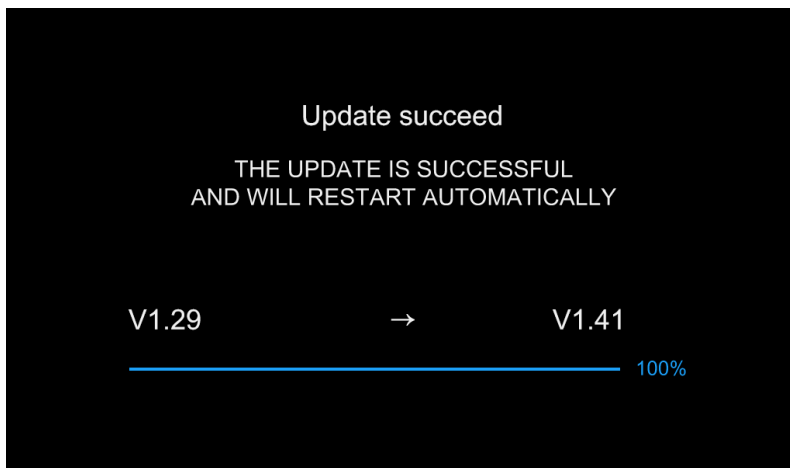 Update succeed
THE UPDATE IS SUCCESSFUL
AND WILL RESTART AUTOMATICALLY
V1.29 → V1.41
100%